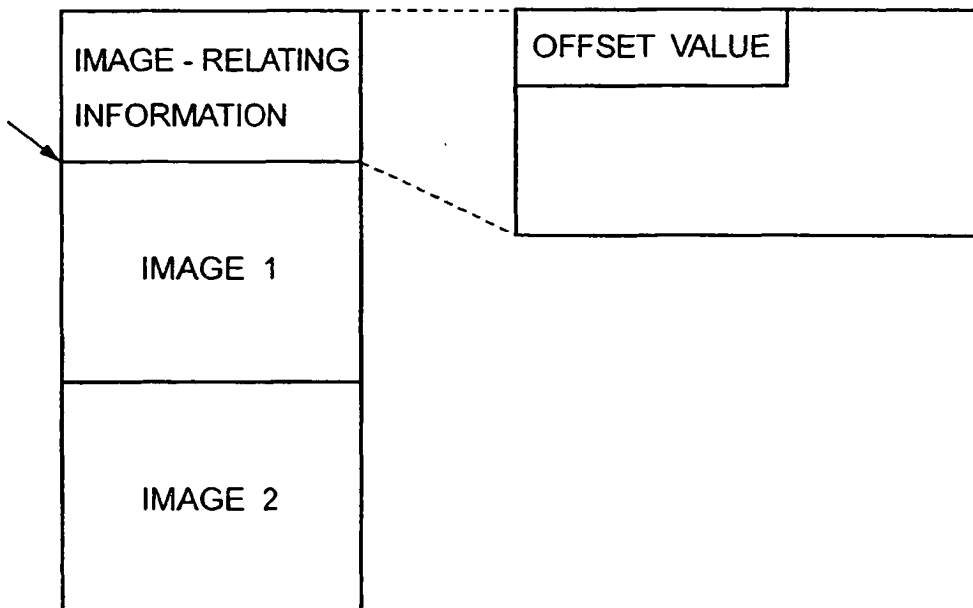 IMAGE - RELATING
INFORMATION
OFFSET VALUE
IMAGE 1
IMAGE 2